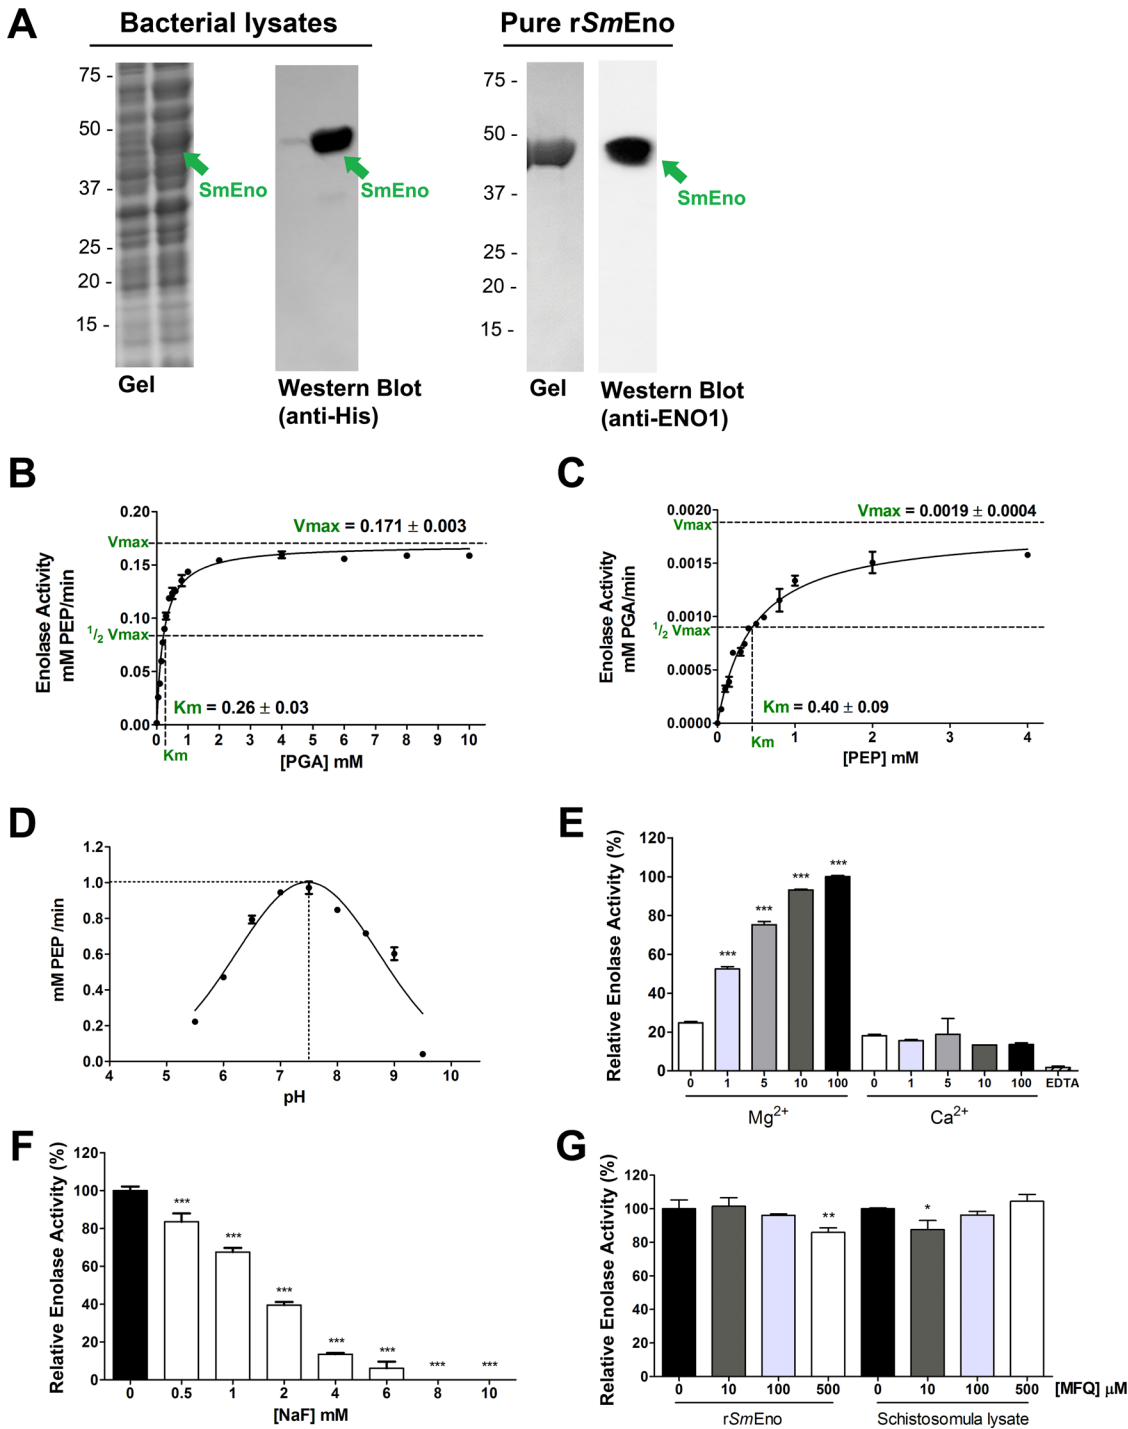 A
Bacterial lysates
Pure rSmEno
75 -
50 -
37 -
25 -
20 -
15 -
SmEno
SmEno
Gel
Western Blot
(anti-His)
75 -
50 -
37 -
25 -
20 -
15 -
SmEno
Gel
Western Blot
(anti-ENO1)
B
Enolase Activity
mM PEP/min
0.20
0.15
0.10
0.05
0.00
Vmax
1/2 Vmax
Vmax = 0.171 ± 0.003
Km = 0.26 ± 0.03
0 1 2 3 4 5 6 7 8 9 10
Km
[PGA] mM
C
Enolase Activity
mM PGA/min
0.0020
0.0015
0.0010
0.0005
0.0000
Vmax
1/2 Vmax
Vmax = 0.0019 ± 0.0004
Km = 0.40 ± 0.09
0 1 2 3 4
Km
[PEP] mM
D
mM PEP /min
1.2
1.0
0.8
0.6
0.4
0.2
0.0
4 5 6 7 8 9 10
pH
E
Relative Enolase Activity (%)
120
100
80
60
40
20
0
*** *** *** ***
0 1 5 10 100 0 1 5 10 100 EDTA
Mg2+ Ca2+
F
Relative Enolase Activity (%)
120
100
80
60
40
20
0
*** *** *** *** *** *** ***
0 0.5 1 2 4 6 8 10
[NaF] mM
G
Relative Enolase Activity (%)
120
100
80
60
40
20
0
** *
0 10 100 500 0 10 100 500 [MFQ] µM
rSmEno Schistosomula lysate